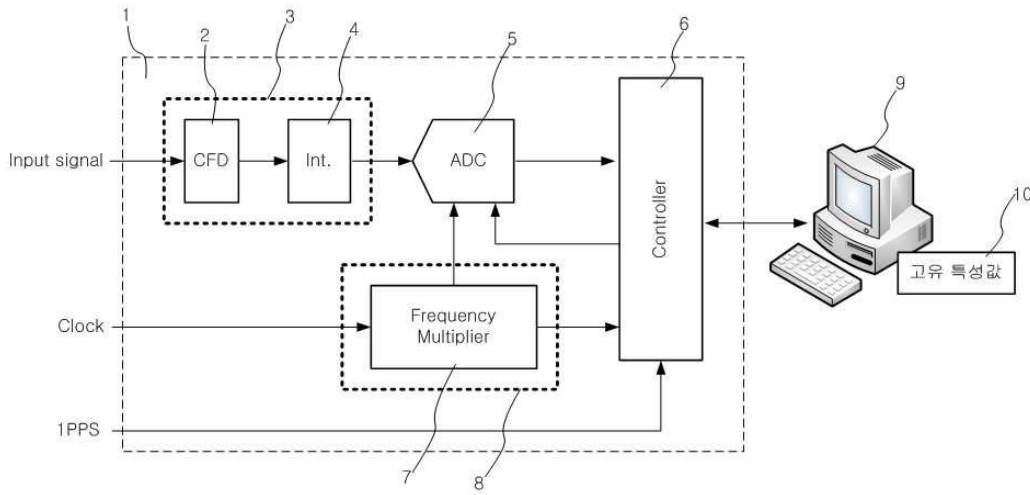 1
2
3
4
5
6
9
10
Input signal
CFD
Int.
ADC
Controller
고유 특성값
Clock
Frequency
Multiplier
1PPS
7
8